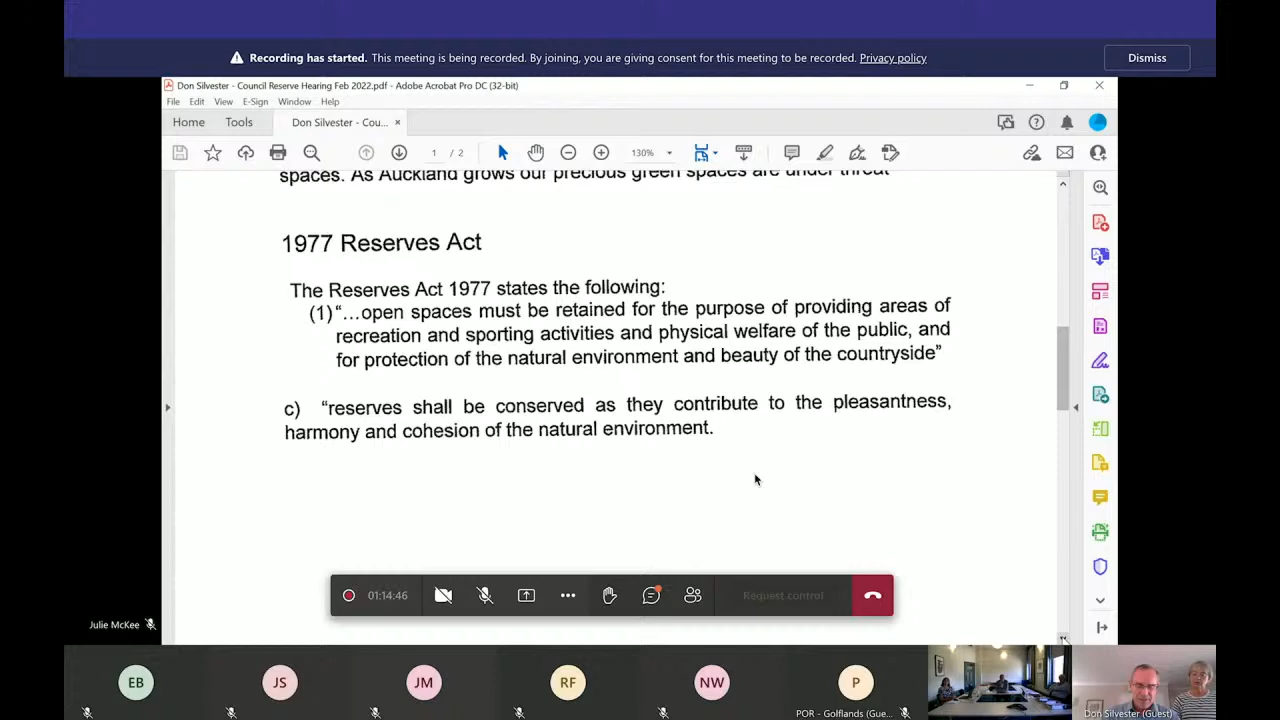 Recording has started. This meeting is being recorded. By joining, you are giving consent for this meeting to be recorded. Privacy policy
Dismiss
Don Silvester - Council Reserve Hearing Feb 2022.pdf - Adobe Acrobat Pro DC (32-bit)
File Edit View E-Sign Window Help
Home Tools Don Silvester - Cou... ×
1 / 2 130%
spaces. As Auckland grows our precious green spaces are under threat
1977 Reserves Act
The Reserves Act 1977 states the following:
(1) “…open spaces must be retained for the purpose of providing areas of
recreation and sporting activities and physical welfare of the public, and
for protection of the natural environment and beauty of the countryside”
c) “reserves shall be conserved as they contribute to the pleasantness,
harmony and cohesion of the natural environment.
01:14:46 Request control
Julie McKee
EB JS JM RF NW P
POR - Golflands (Gue...
Don Silvester (Guest)